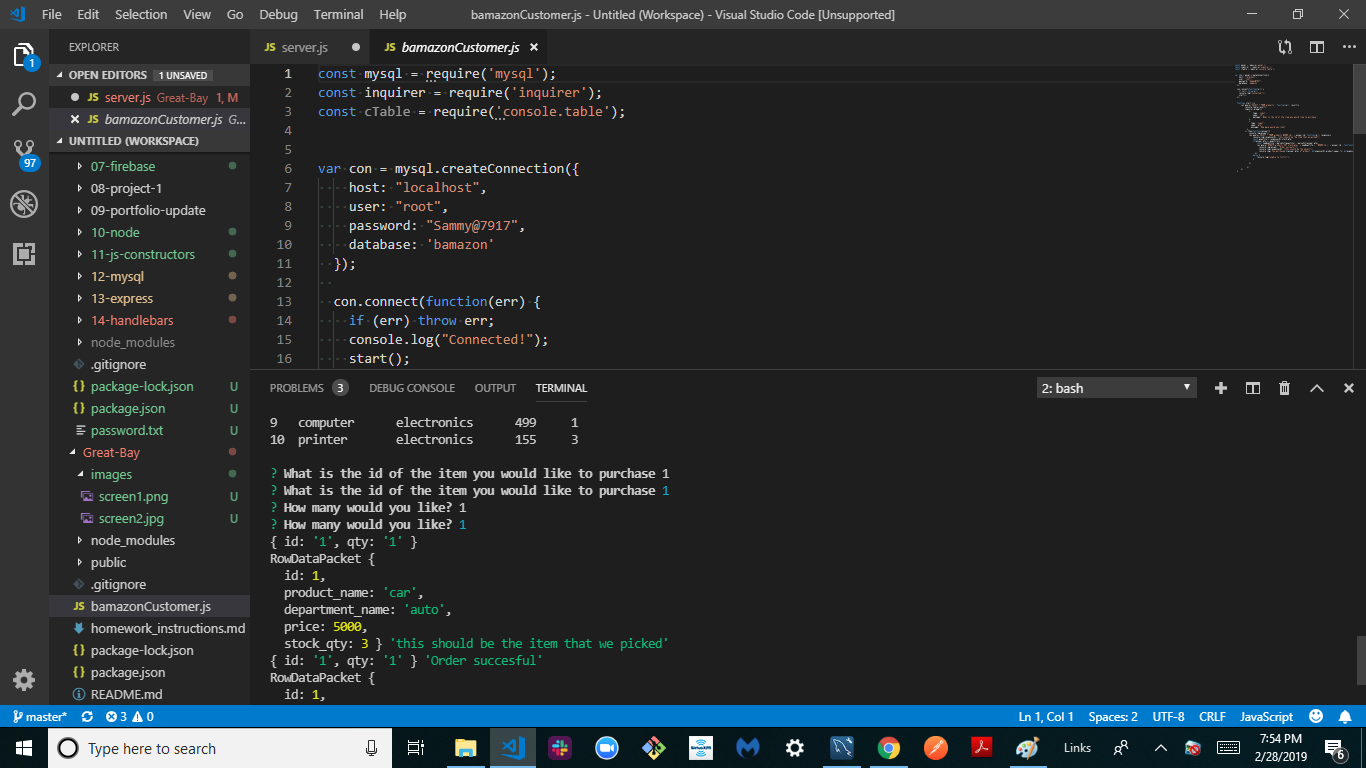 File Edit Selection View Go Debug Terminal Help bamazonCustomer.js - Untitled (Workspace) - Visual Studio Code [Unsupported]
EXPLORER
OPEN EDITORS 1 UNSAVED
JS server.js Great-Bay 1, M
JS bamazonCustomer.js G...
UNTITLED (WORKSPACE)
07-firebase
08-project-1
09-portfolio-update
10-node
11-js-constructors
12-mysql
13-express
14-handlebars
node_modules
.gitignore
{} package-lock.json U
{} package.json U
password.txt U
Great-Bay
images
screen1.png U
screen2.jpg U
node_modules
public
.gitignore
JS bamazonCustomer.js
homework_instructions.md
{} package-lock.json
{} package.json
README.md
1
97
JS server.js JS bamazonCustomer.js
1 const mysql = require('mysql');
2 const inquirer = require('inquirer');
3 const cTable = require('console.table');
4
5
6 var con = mysql.createConnection({
7 host: "localhost",
8 user: "root",
9 password: "Sammy@7917",
10 database: 'bamazon'
11 });
12
13 con.connect(function(err) {
14 if (err) throw err;
15 console.log("Connected!");
16 start();
PROBLEMS 3 DEBUG CONSOLE OUTPUT TERMINAL 2: bash
9 computer electronics 499 1
10 printer electronics 155 3
? What is the id of the item you would like to purchase 1
? What is the id of the item you would like to purchase 1
? How many would you like? 1
? How many would you like? 1
{ id: '1', qty: '1' }
RowDataPacket {
id: 1,
product_name: 'car',
department_name: 'auto',
price: 5000,
stock_qty: 3 } 'this should be the item that we picked'
{ id: '1', qty: '1' } 'Order succesful'
RowDataPacket {
id: 1,
master* 3 0 Ln 1, Col 1 Spaces: 2 UTF-8 CRLF JavaScript
Type here to search Links 7:54 PM
2/28/2019
6